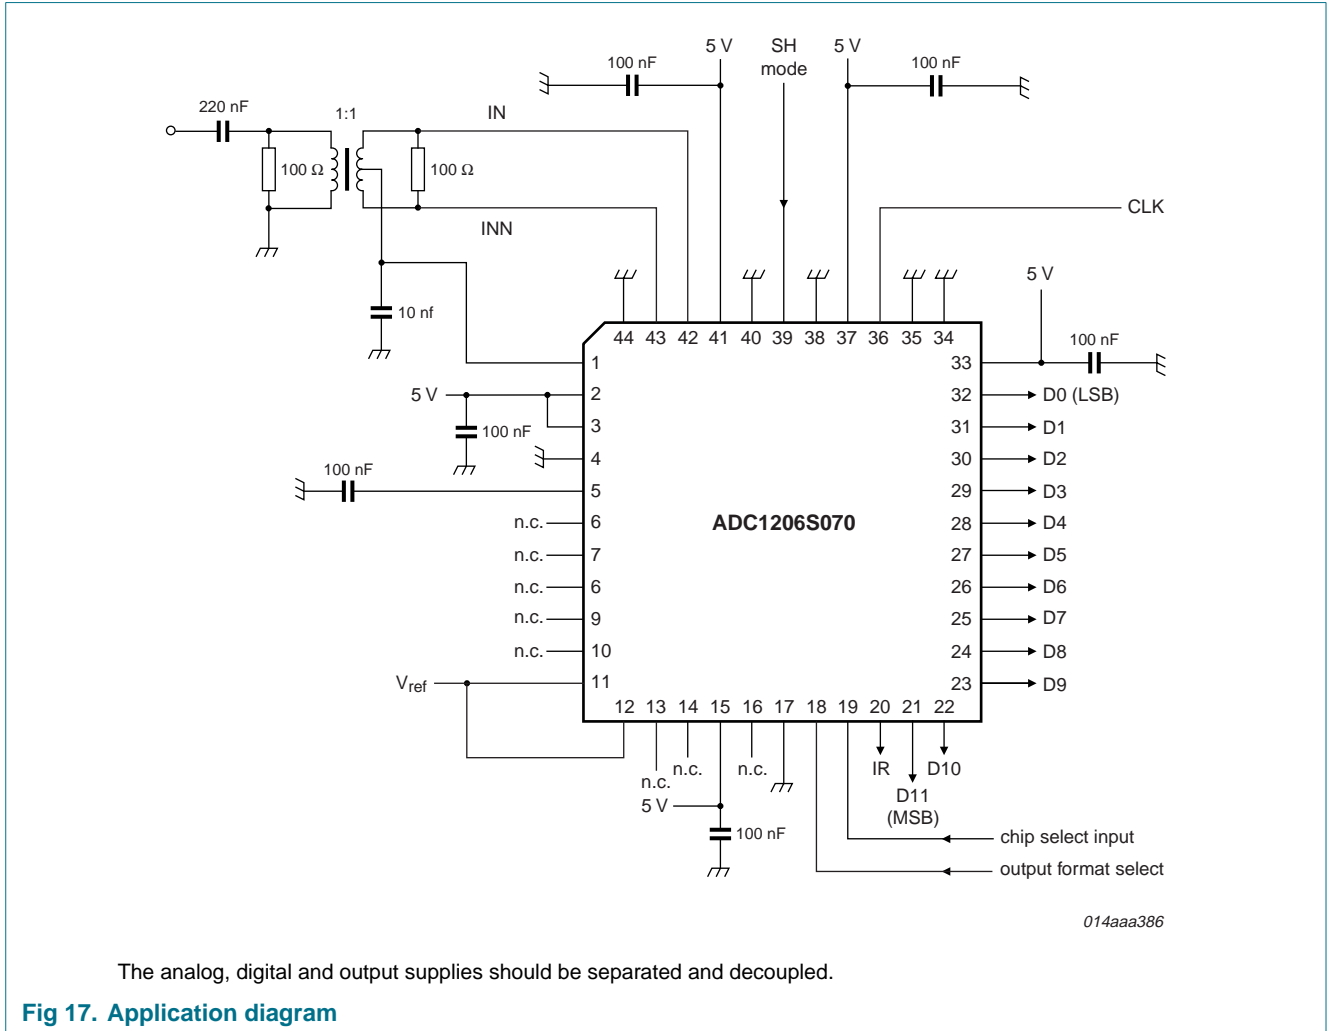 5 V
SH
mode
5 V
100 nF
100 nF
220 nF
1:1
IN
100 Ω
100 Ω
CLK
INN
5 V
10 nf
44 43 42 41 40 39 38 37 36 35 34
100 nF
1
33
5 V
2
32
D0 (LSB)
100 nF
3
31
D1
4
30
D2
100 nF
5
29
D3
n.c.
6
ADC1206S070
28
D4
n.c.
7
27
D5
n.c.
6
26
D6
n.c.
9
25
D7
n.c.
10
24
D8
Vref
11
23
D9
12 13 14 15 16 17 18 19 20 21 22
n.c.
n.c.
n.c.
IR
D10
5 V
D11
(MSB)
100 nF
chip select input
output format select
014aaa386
The analog, digital and output supplies should be separated and decoupled.
Fig 17. Application diagram